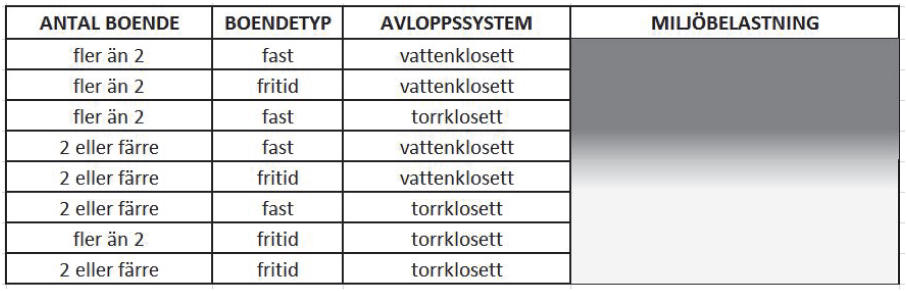 ANTAL BOENDE BOENDETYP AVLOPPSSYSTEM MILJÖBELASTNING
fler än 2 fast vattenklosett
fler än 2 fritid vattenklosett
fler än 2 fast torrklosett
2 eller färre fast vattenklosett
2 eller färre fritid vattenklosett
2 eller färre fast torrklosett
fler än 2 fritid torrklosett
2 eller färre fritid torrklosett